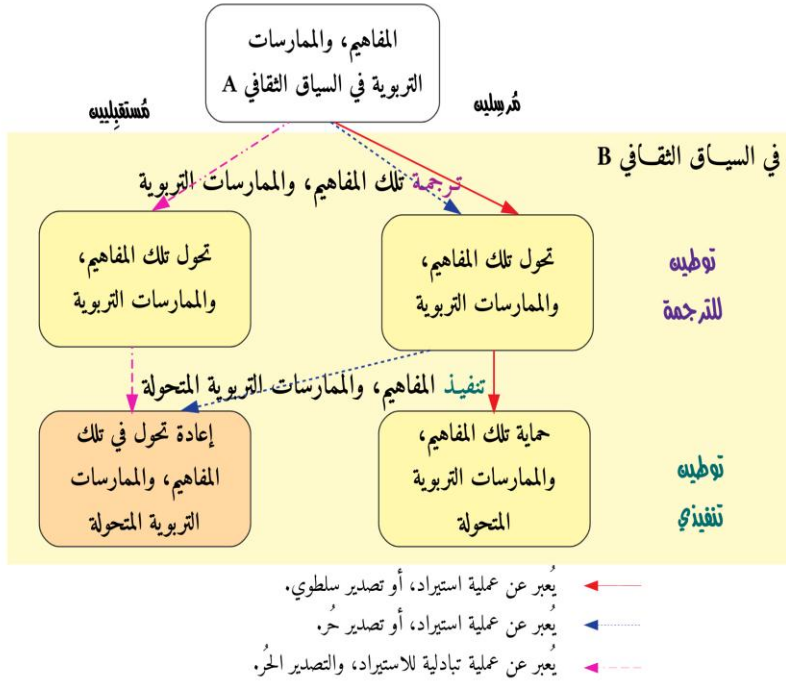 المفاهيم، والممارسات
التربوية في السياق الثقافي A
مُرسِلين
مُستقبِليين
في السياق الثقافي B
ترجمة تلك المفاهيم، والممارسات التربوية
تحول تلك المفاهيم،
والممارسات التربوية
تحول تلك المفاهيم،
والممارسات التربوية
توطين
للترجمة
تنفيذ المفاهيم، والممارسات التربوية المتحولة
حماية تلك المفاهيم،
والممارسات التربوية
المتحولة
إعادة تحول في تلك
المفاهيم، والممارسات
التربوية المتحولة
توطين
تنفيذي
يُعبر عن عملية استيراد، أو تصدير سلطوي.
يُعبر عن عملية استيراد، أو تصدير حُر.
يُعبر عن عملية تبادلية للاستيراد، والتصدير الحُر.